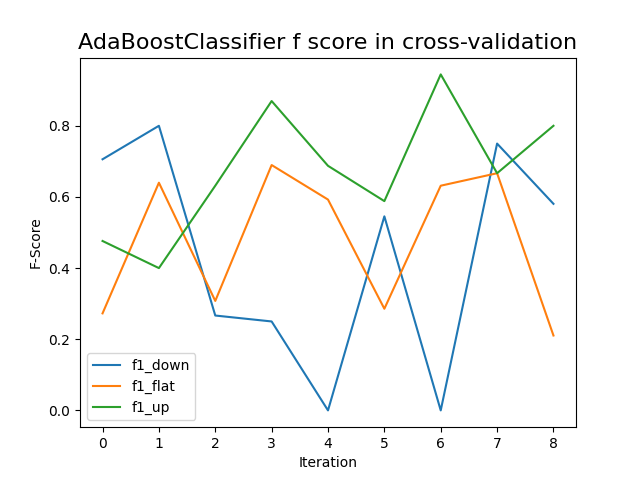 AdaBoostClassifier f score in cross-validation
F-Score
0.8
0.6
0.4
0.2
0.0
f1_down
f1_flat
f1_up
0 1 2 3 4 5 6 7 8
Iteration